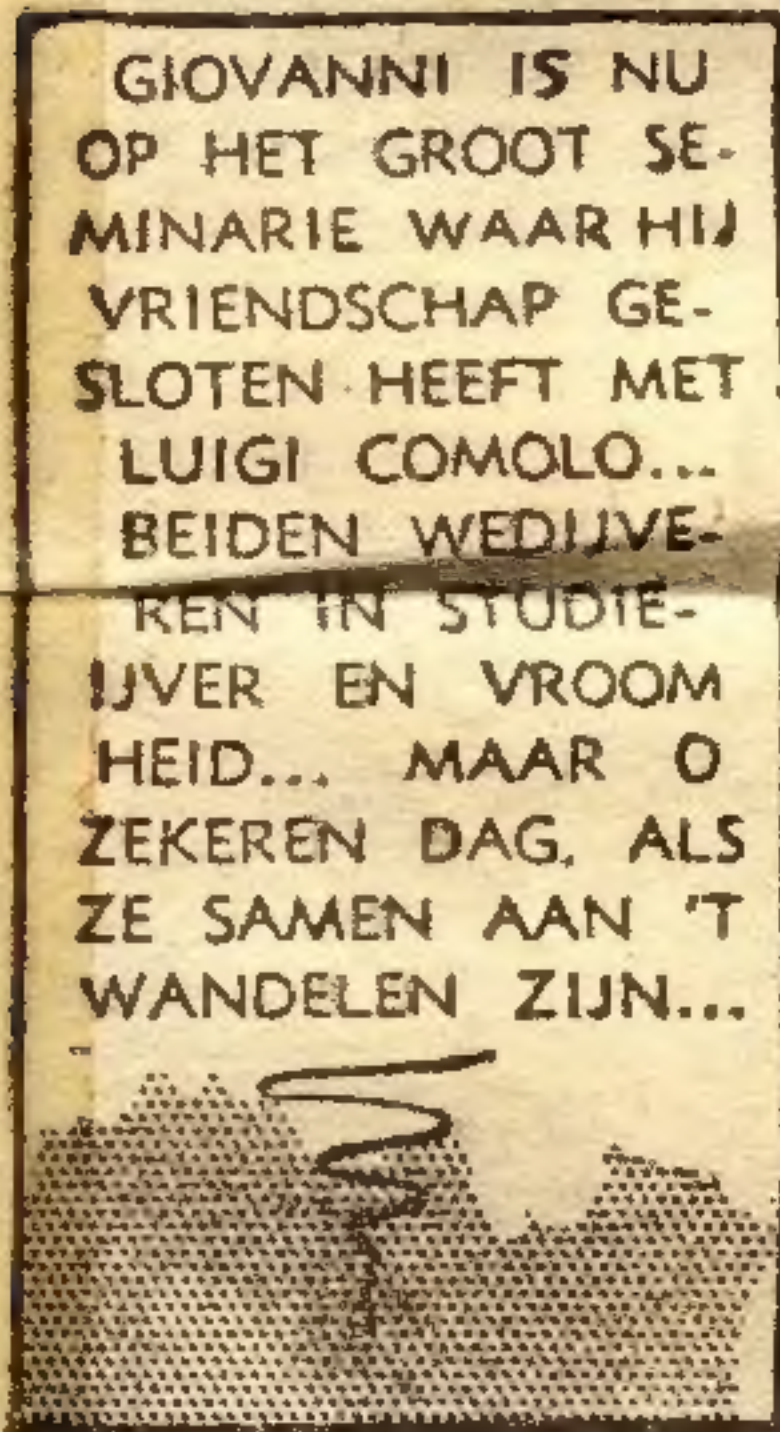 GIOVANNI IS NU
OP HET GROOT SE-
MINARIE WAAR HIJ
VRIENDSCHAP GE-
SLOTEN HEEFT MET
LUIGI COMOLO...
BEIDEN WEDIJVE-
REN IN STUDIE-
IJVER EN VROOM
HEID... MAAR O
ZEKEREN DAG, ALS
ZE SAMEN AAN 'T
WANDELEN ZIJN...